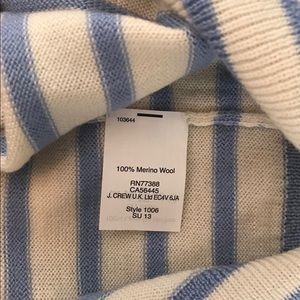 103644
100% Merino Wool
RN77388
CA56445
J. CREW U.K. Ltd EC4V 6JA
Style 1006
SU 13